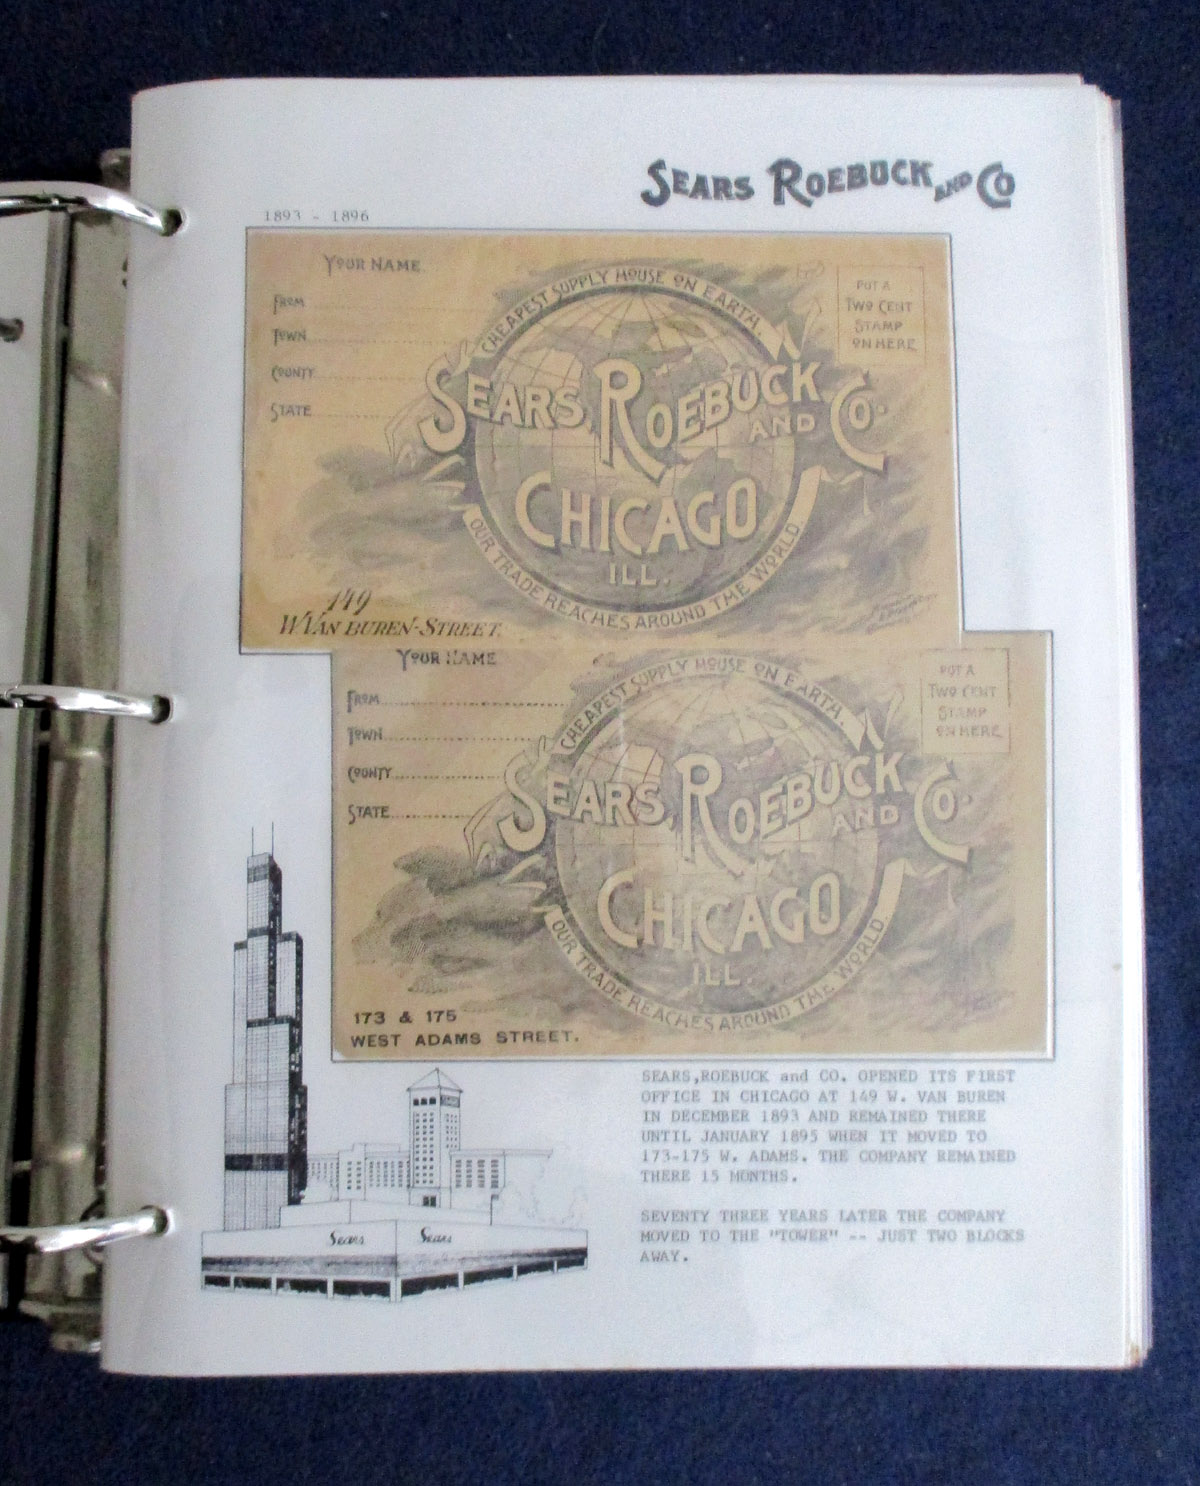 SEARS ROEBUCK AND CO
1893 - 1896
YOUR NAME
FROM
TOWN
COUNTY
STATE
CHEAPEST SUPPLY HOUSE ON EARTH.
PUT A
TWO CENT
STAMP
ON HERE
SEARS, ROEBUCK
AND CO.
CHICAGO
ILL.
OUR TRADE REACHES AROUND THE WORLD.
149
W VAN BUREN-STREET.
YOUR NAME
FROM
TOWN
COUNTY
STATE
CHEAPEST SUPPLY HOUSE ON EARTH.
PUT A
TWO CENT
STAMP
ON HERE
SEARS, ROEBUCK
AND CO.
CHICAGO
ILL.
OUR TRADE REACHES AROUND THE WORLD.
173 & 175
WEST ADAMS STREET.
SEARS,ROEBUCK and CO. OPENED ITS FIRST
OFFICE IN CHICAGO AT 149 W. VAN BUREN
IN DECEMBER 1893 AND REMAINED THERE
UNTIL JANUARY 1895 WHEN IT MOVED TO
173-175 W. ADAMS. THE COMPANY REMAINED
THERE 15 MONTHS.
SEVENTY THREE YEARS LATER THE COMPANY
MOVED TO THE "TOWER" -- JUST TWO BLOCKS
AWAY.
Sears Sears